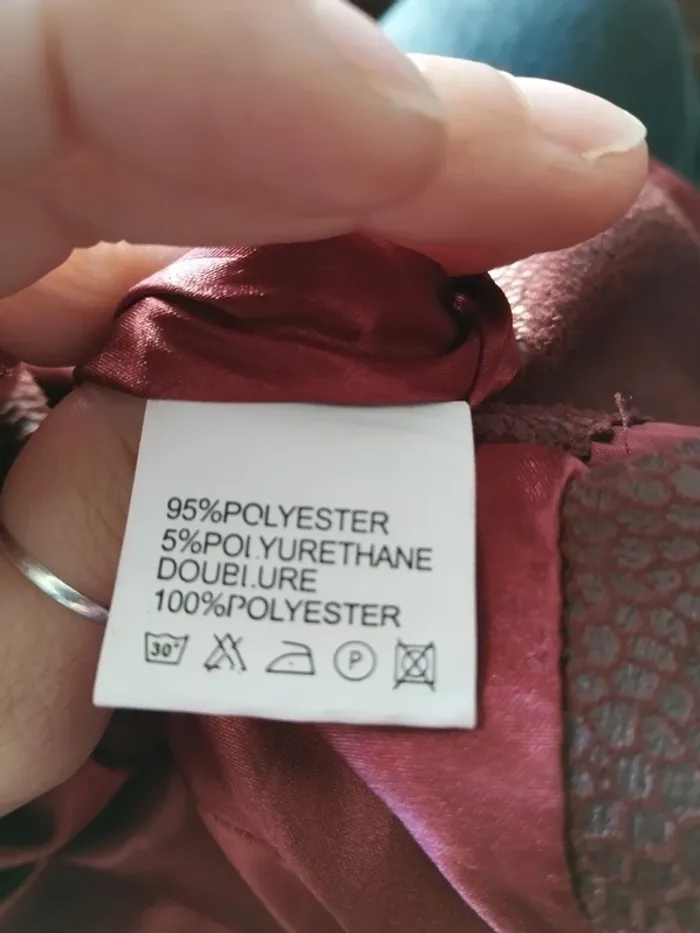 95%POLYESTER
5%POLYURETHANE
DOUBLURE
100%POLYESTER
30° P